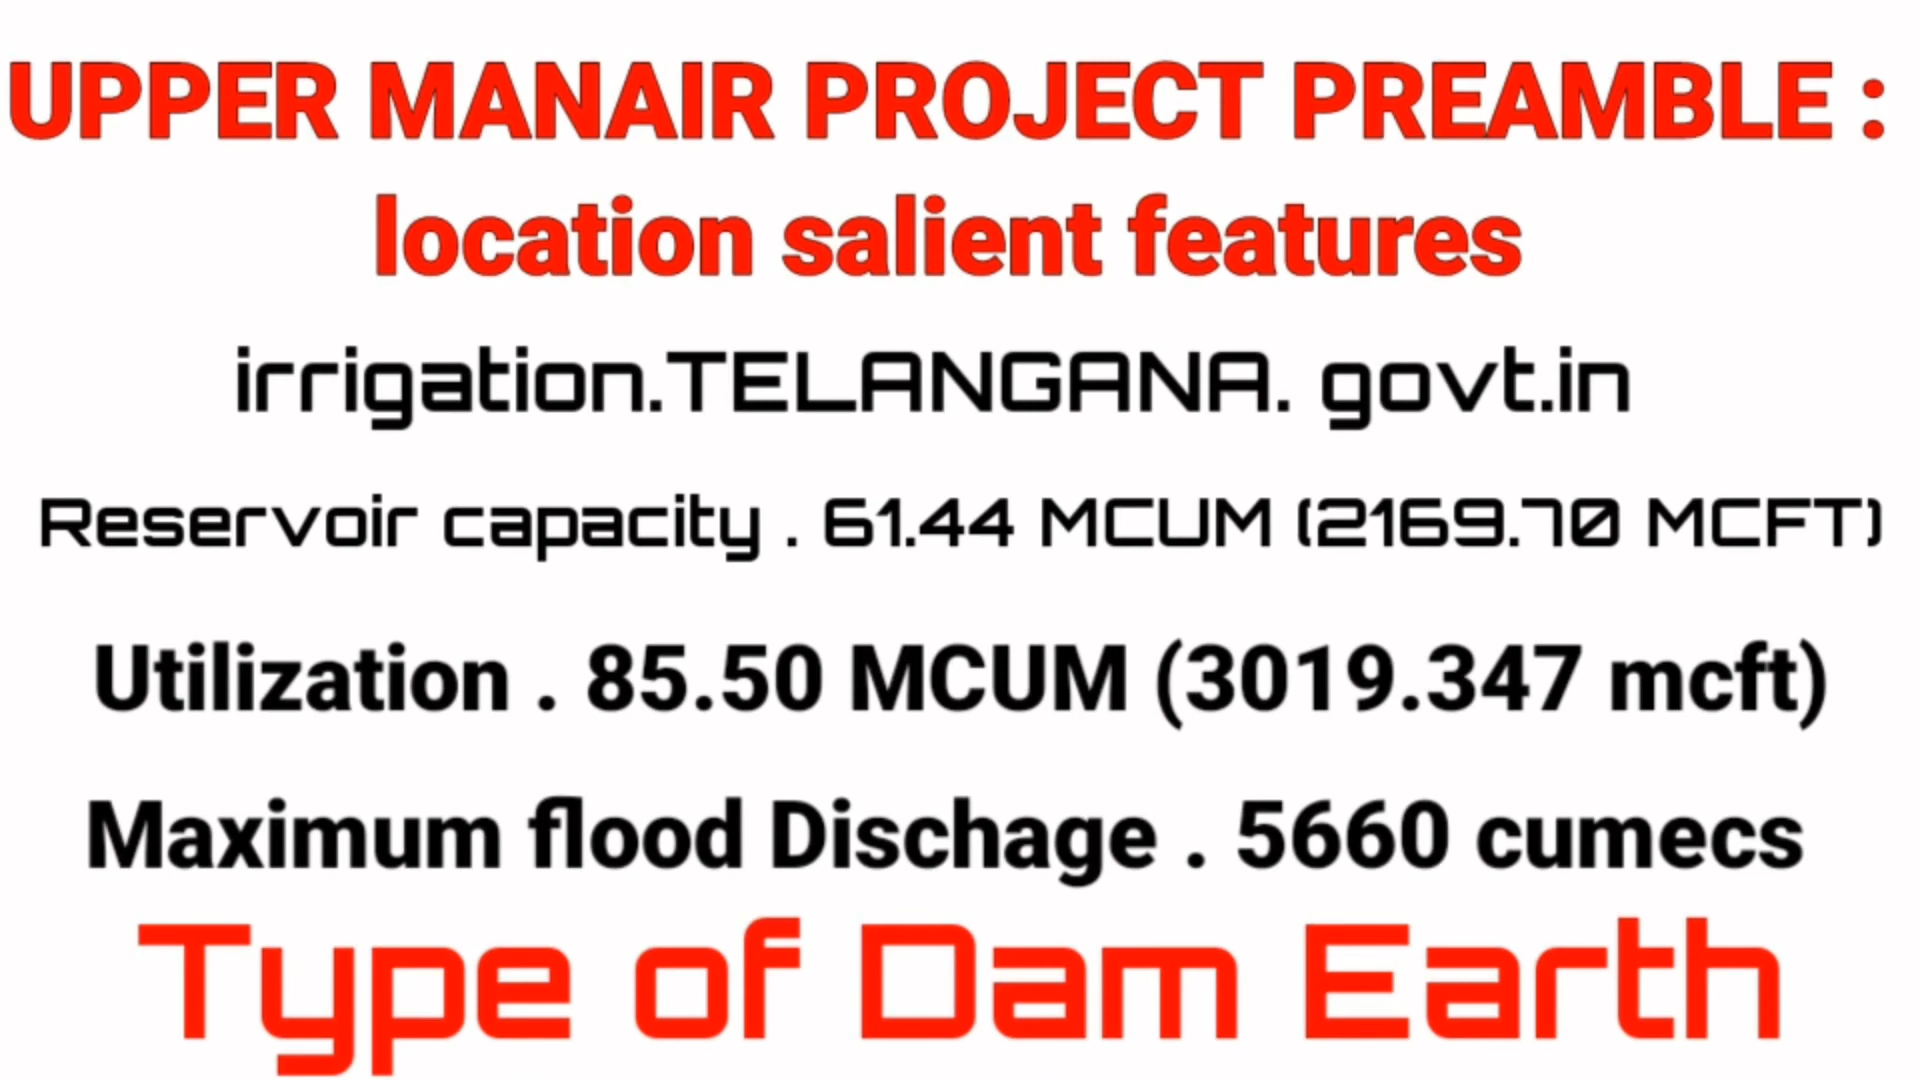 UPPER MANAIR PROJECT PREAMBLE :
location salient features
irrigation.TELANGANA. govt.in
Reservoir capacity . 61.44 MCUM (2169.70 MCFT)
Utilization . 85.50 MCUM (3019.347 mcft)
Maximum flood Dischage . 5660 cumecs
Type of Dam Earth